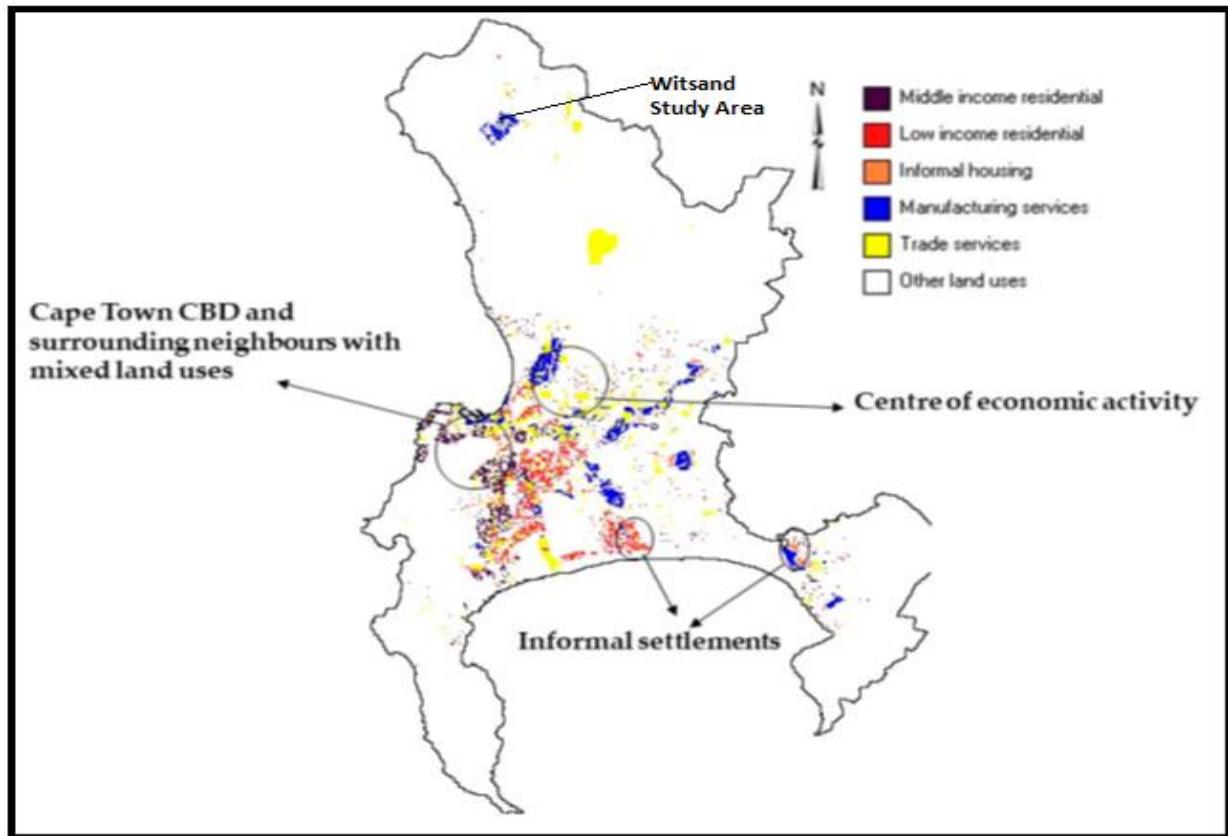 Witsand
Study Area
N
Middle income residential
Low income residential
Informal housing
Manufacturing services
Trade services
Other land uses
Cape Town CBD and
surrounding neighbours with
mixed land uses
Centre of economic activity
Informal settlements